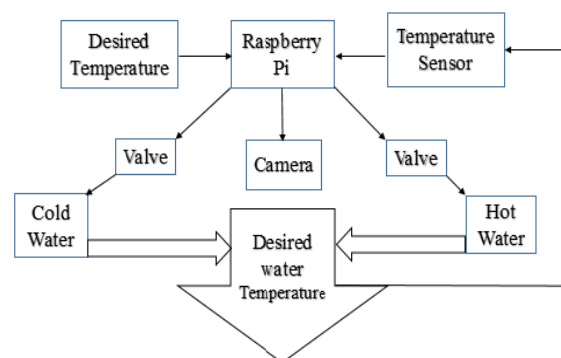 Desired
Temperature
Raspberry
Pi
Temperature
Sensor
Valve
Camera
Valve
Cold
Water
Desired
water
Temperature
Hot
Water